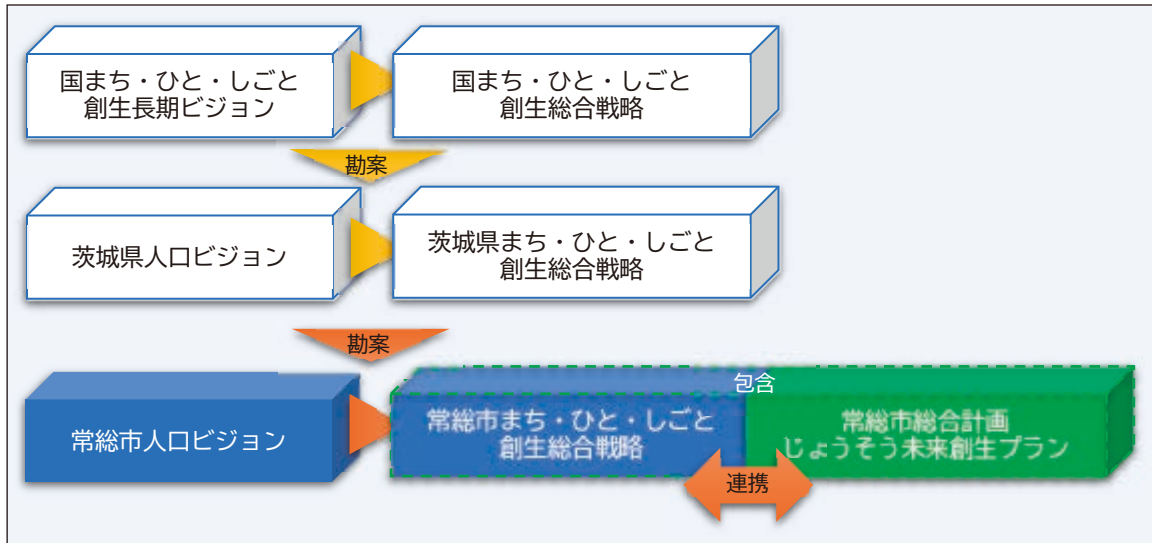 国まち・ひと・しごと
創生長期ビジョン
国まち・ひと・しごと
創生総合戦略
勘案
茨城県人口ビジョン
茨城県まち・ひと・しごと
創生総合戦略
勘案
包含
常総市人口ビジョン
常総市まち・ひと・しごと
創生総合戦略
常総市総合計画
じょうそう未来創生プラン
連携